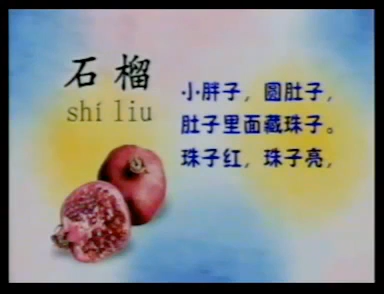 石榴
shí liu
小胖子，圆肚子，
肚子里面藏珠子。
珠子红，珠子亮，